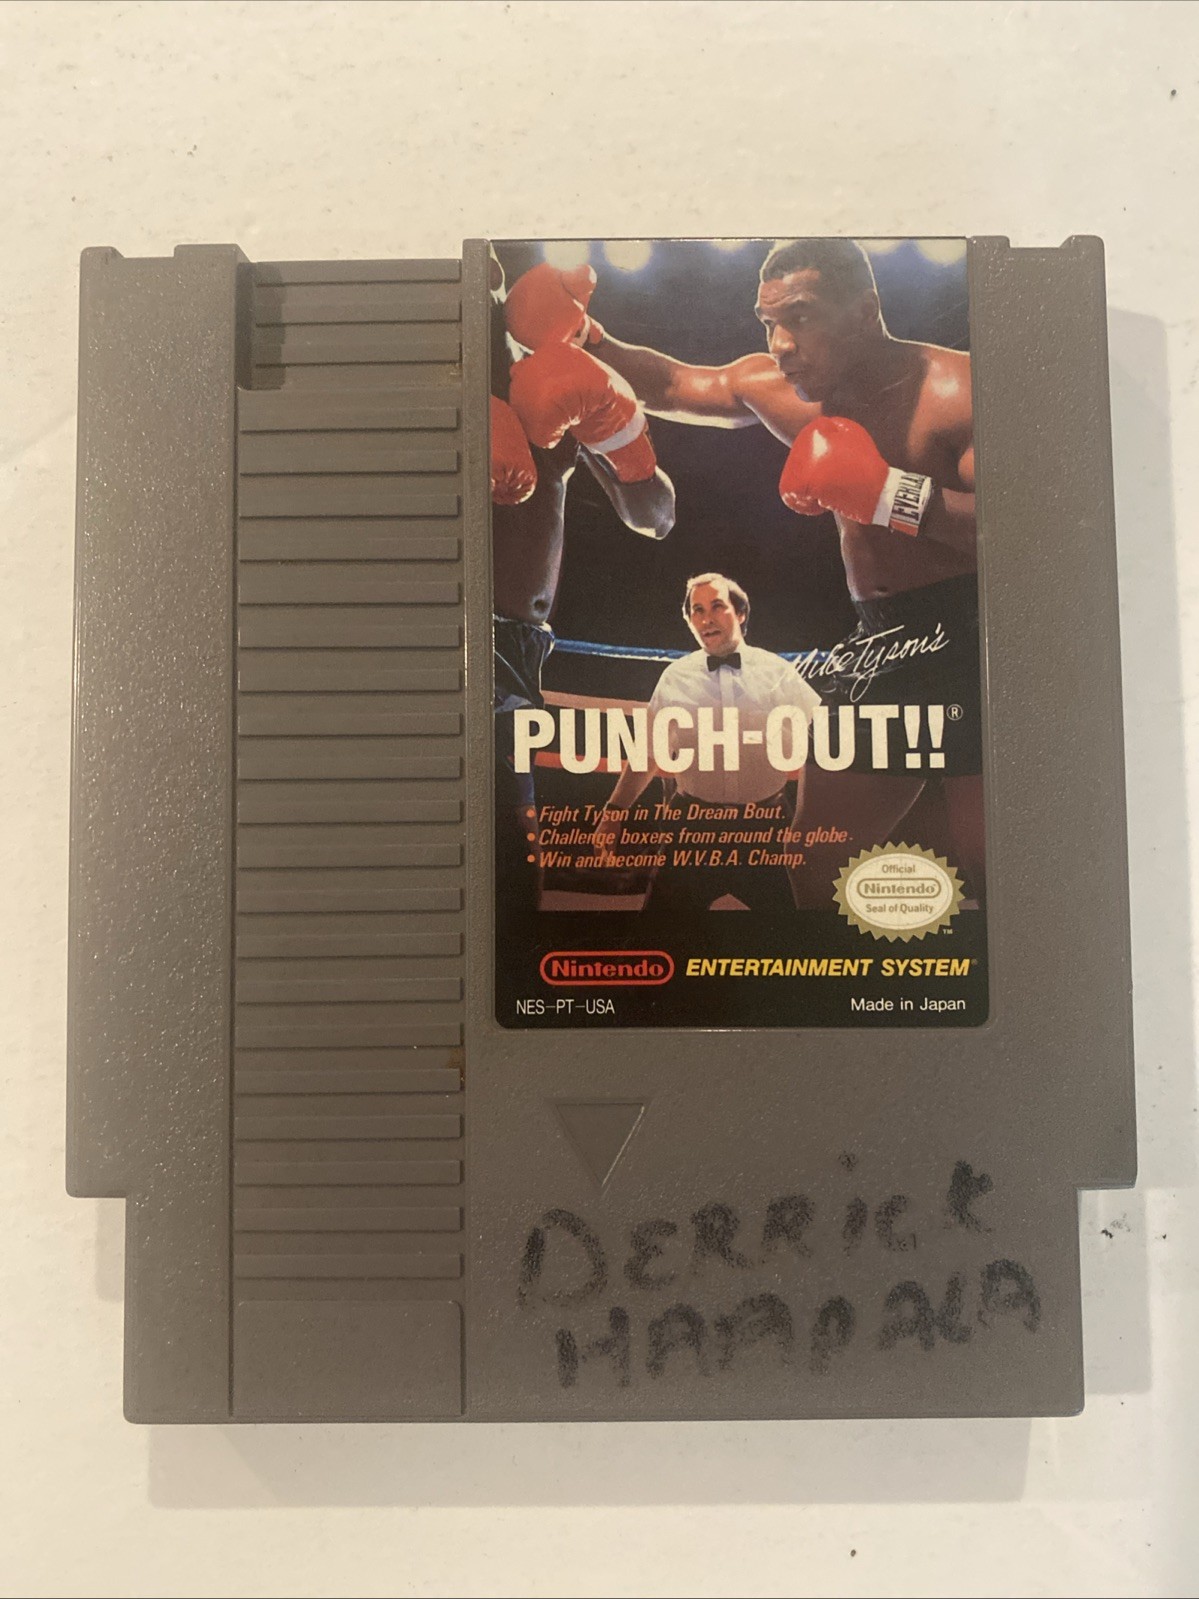 EVERLAST
Mike Tyson's
PUNCH-OUT!!®
• Fight Tyson in The Dream Bout.
• Challenge boxers from around the globe.
• Win and become W.V.B.A. Champ.
Official
Nintendo
Seal of Quality
TM
Nintendo ENTERTAINMENT SYSTEM®
NES-PT-USA
Made in Japan
DERRiCK